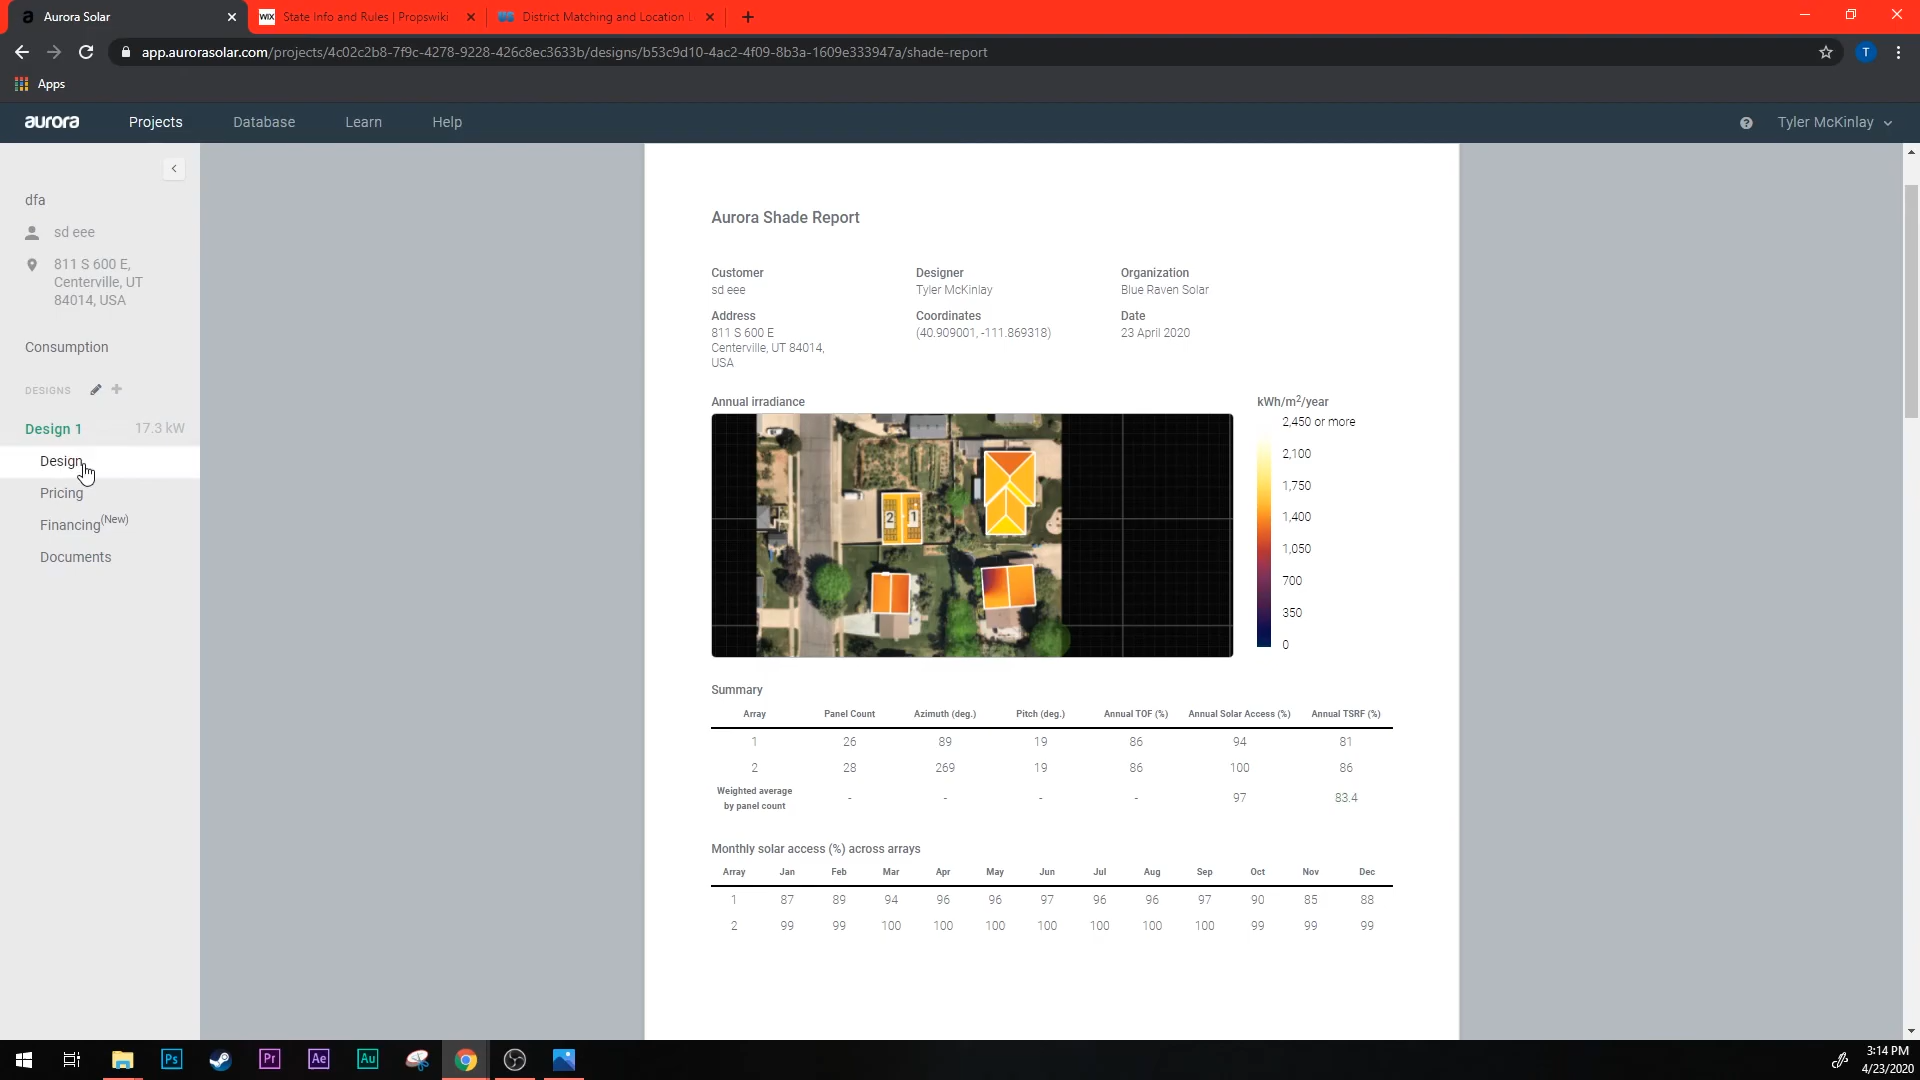 a Aurora Solar
WIX State Info and Rules | Propswiki
District Matching and Location
app.aurorasolar.com/projects/4c02c2b8-7f9c-4278-9228-426c8ec3633b/designs/b53c9d10-4ac2-4f09-8b3a-1609e333947a/shade-report
T
Apps
aurora Projects Database Learn Help
Tyler McKinlay
dfa
sd eee
811 S 600 E,
Centerville, UT
84014, USA
Consumption
DESIGNS
Design 1 17.3 kW
Design
Pricing
Financing (New)
Documents
Aurora Shade Report
Customer Designer Organization
sd eee Tyler McKinlay Blue Raven Solar
Address Coordinates Date
811 S 600 E (40.909001, -111.869318) 23 April 2020
Centerville, UT 84014,
USA
Annual irradiance kWh/m²/year
2,450 or more
2,100
1,750
1,400
1,050
700
350
0
2 1
Summary
Array Panel Count Azimuth (deg.) Pitch (deg.) Annual TOF (%) Annual Solar Access (%) Annual TSRF (%)
1 26 89 19 86 94 81
2 28 269 19 86 100 86
Weighted average
by panel count - - - - 97 83.4
Monthly solar access (%) across arrays
Array Jan Feb Mar Apr May Jun Jul Aug Sep Oct Nov Dec
1 87 89 94 96 96 97 96 96 97 90 85 88
2 99 99 100 100 100 100 100 100 100 99 99 99
Ps Pr Ae Au
3:14 PM
4/23/2020